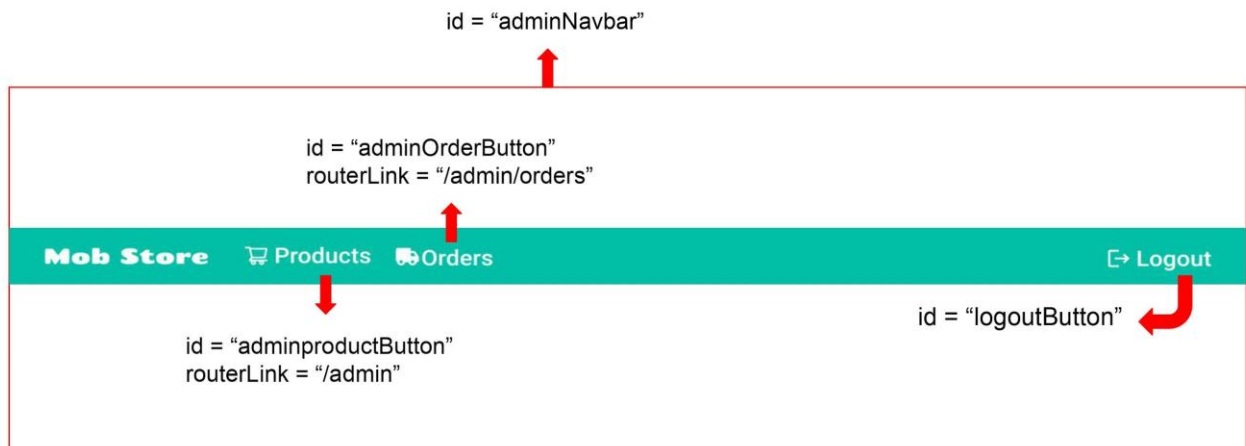 id = “adminNavbar”
id = “adminOrderButton”
routerLink = “/admin/orders”
Mob Store Products Orders Logout
id = “logoutButton”
id = “adminproductButton”
routerLink = “/admin”